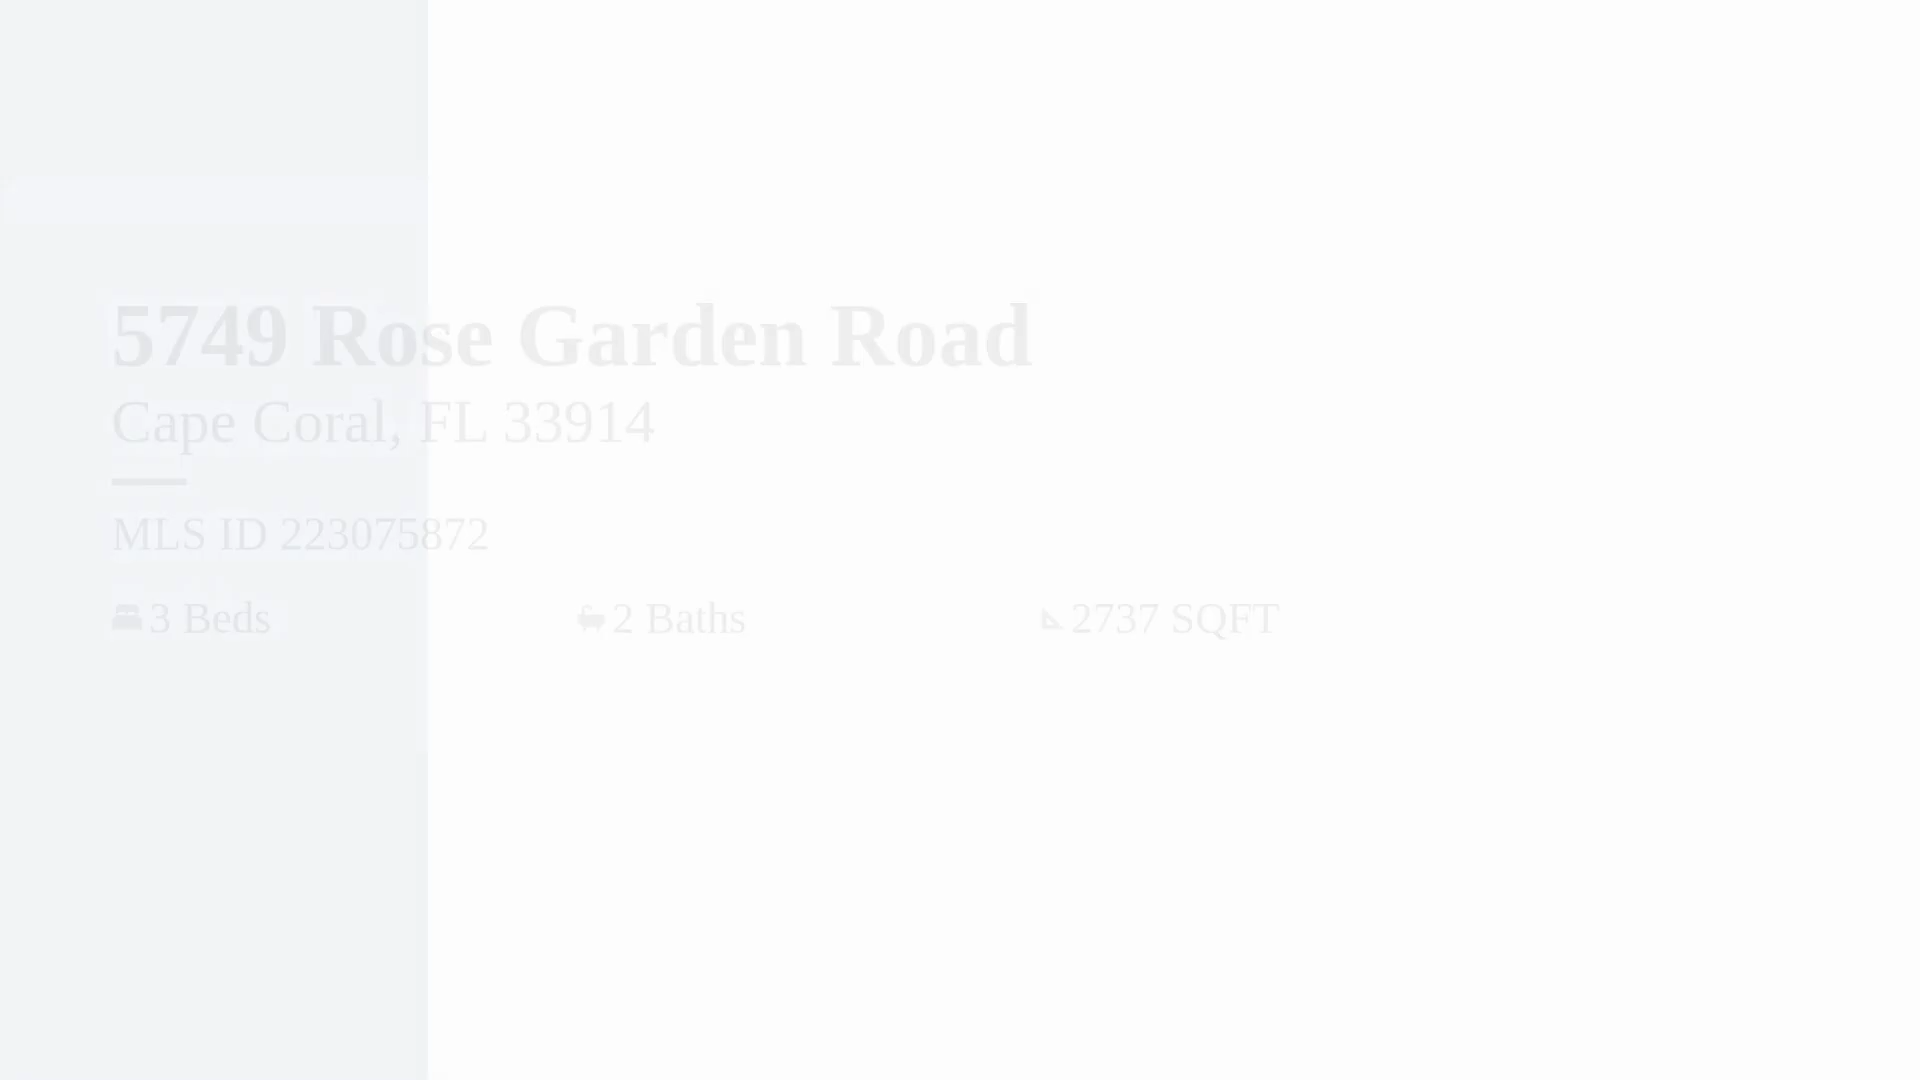 5749 Rose Garden Road
Cape Coral, FL 33914
MLS ID 223075872
3 Beds 2 Baths 2737 SQFT